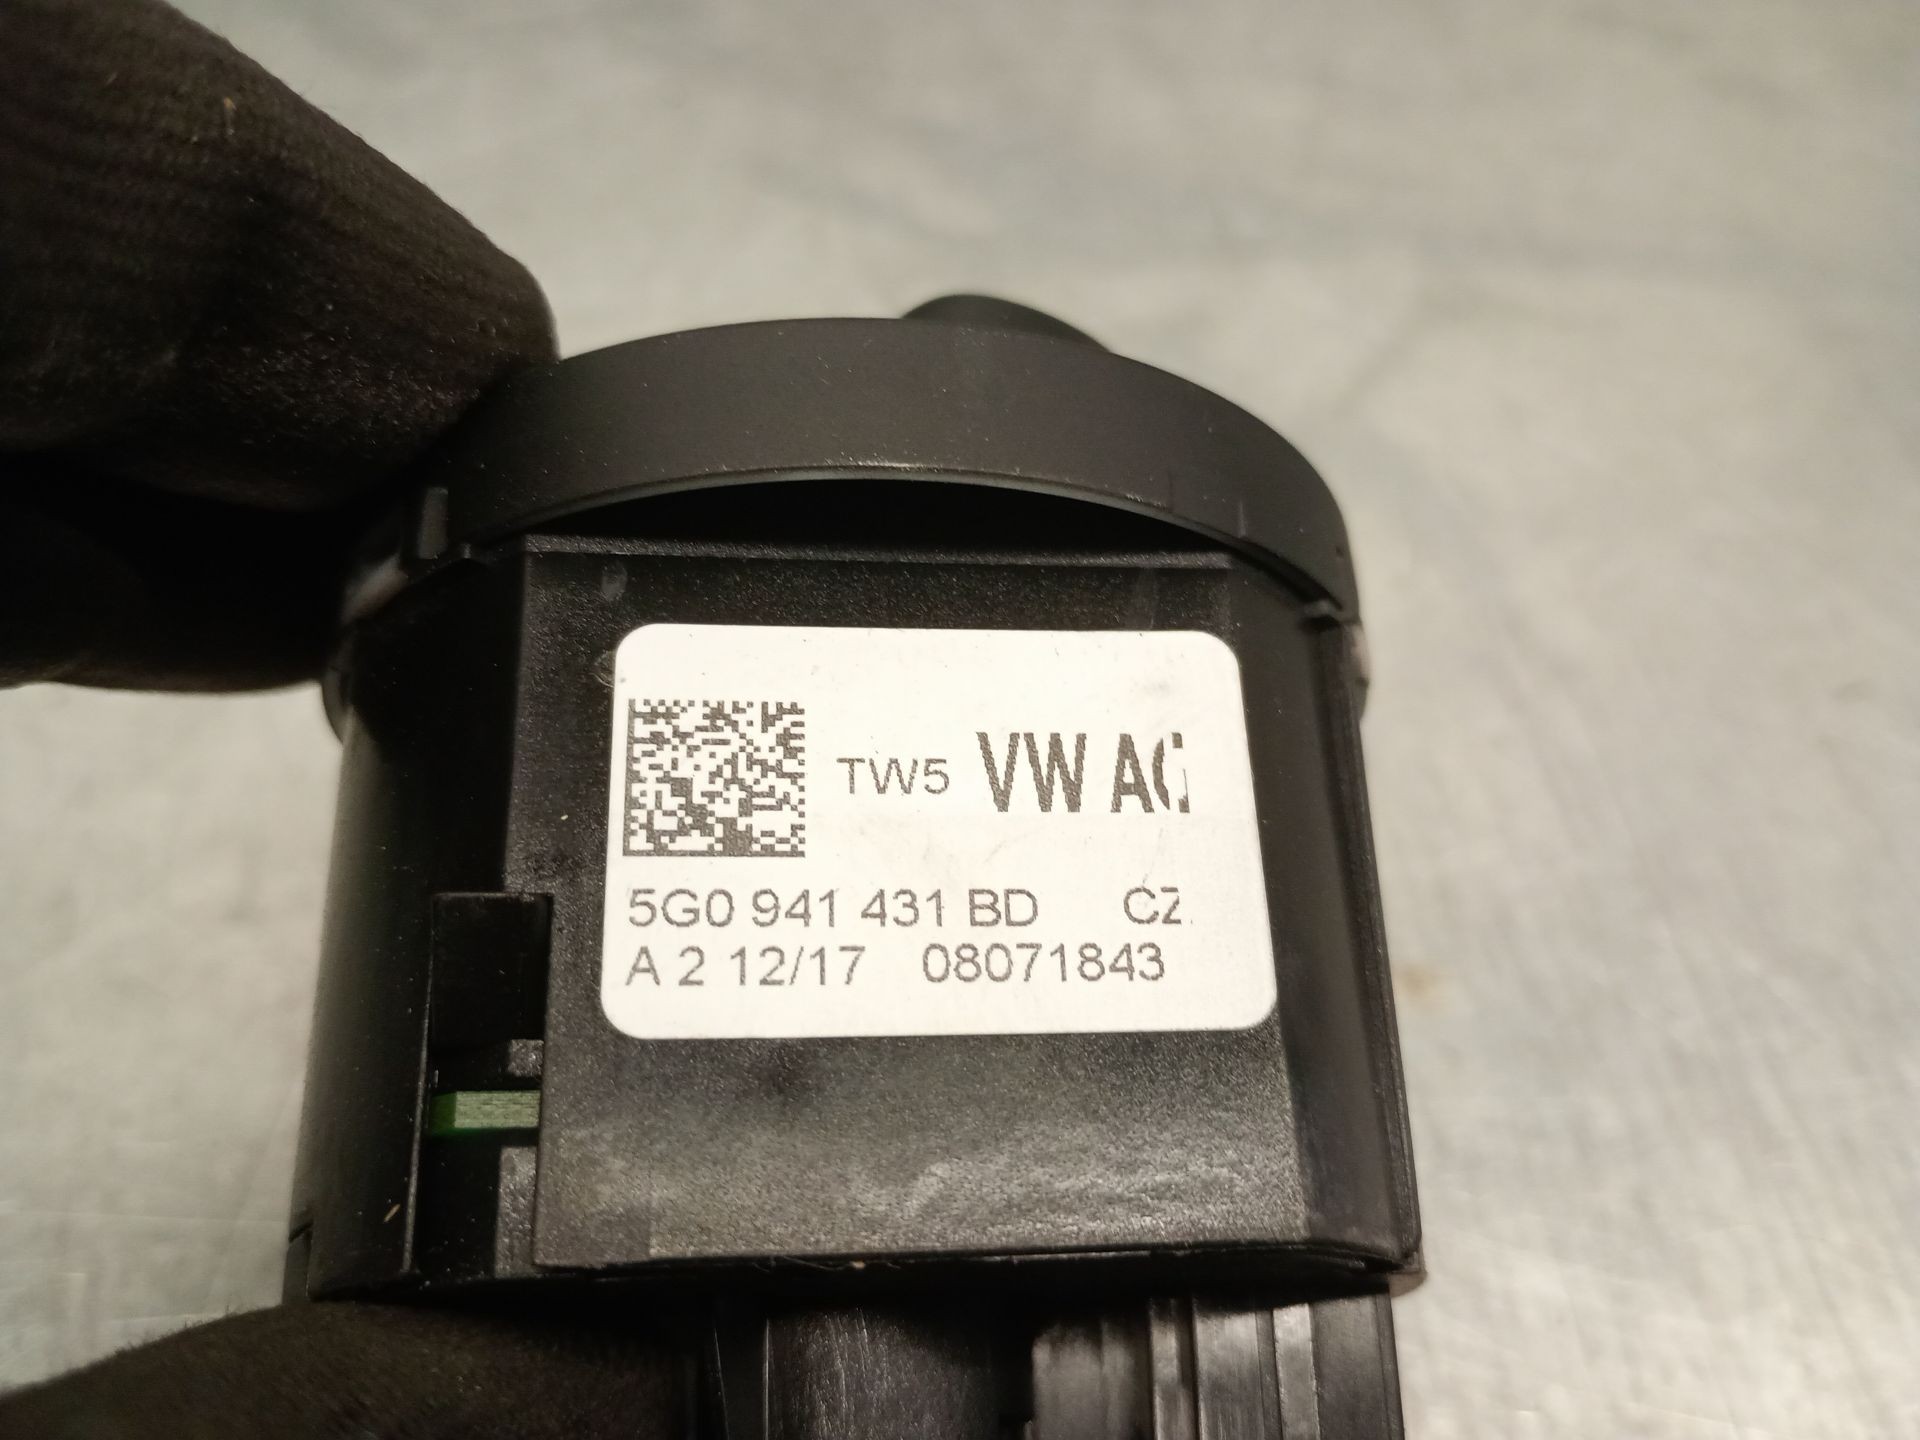 TW5 VW AG
5G0 941 431 BD CZ
A 2 12/17 08071843